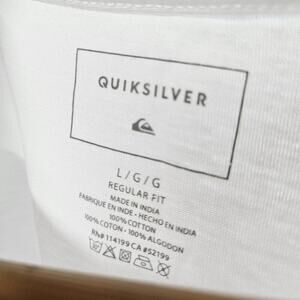 QUIKSILVER
L/G/G
REGULAR FIT
MADE IN INDIA
FABRIQUE EN INDE • HECHO EN INDIA
100% COTTON
100% COTON • 100% ALGODON
RN# 114199 CA #52199